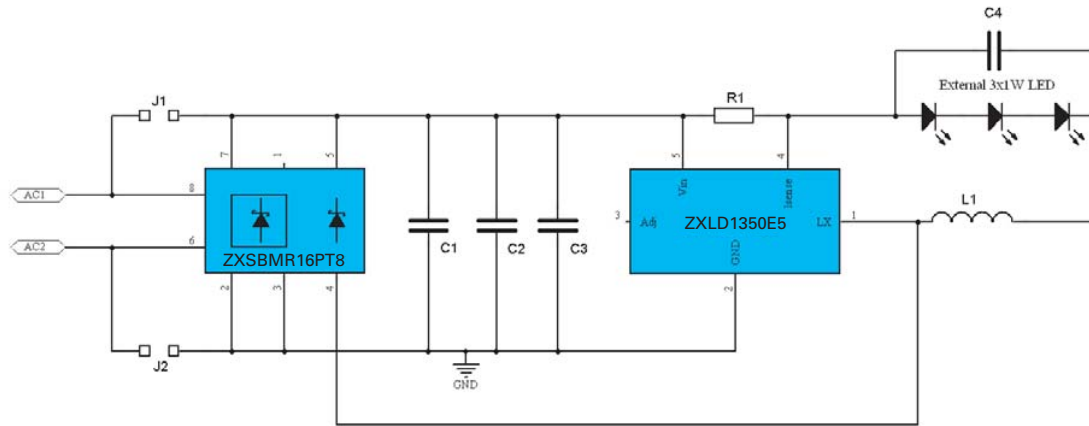 C4
External 3x1W LED
J1
R1
7
1
5
5
4
AC1
8
Vin
Isense
L1
3
Adj
ZXLD1350E5
LX
1
AC2
6
C1
C2
C3
GND
ZXSBMR16PT8
2
3
4
2
J2
GND